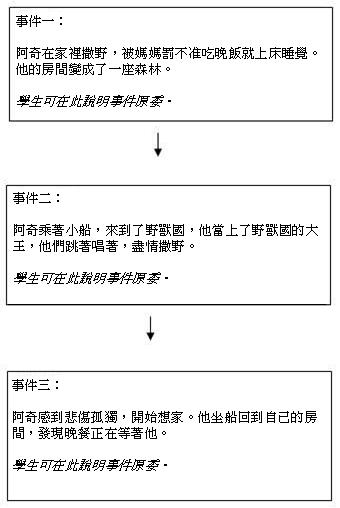 事件一：
阿奇在家裡撒野，被媽媽罰不准吃晚飯就上床睡覺。
他的房間變成了一座森林。
學生可在此說明事件原委。
事件二：
阿奇乘著小船，來到了野獸國，他當上了野獸國的大
王，他們跳著唱著，盡情撒野。
學生可在此說明事件原委。
事件三：
阿奇感到悲傷孤獨，開始想家。他坐船回到自己的房
間，發現晚餐正在等著他。
學生可在此說明事件原委。